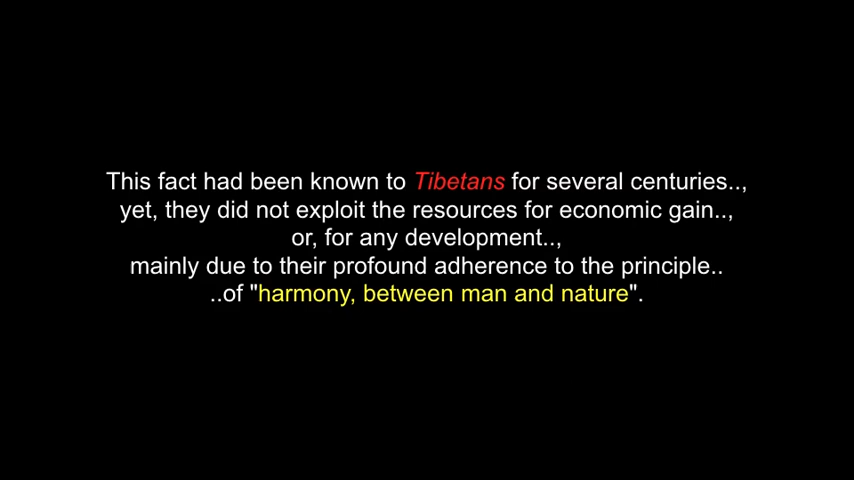 This fact had been known to Tibetans for several centuries..,
yet, they did not exploit the resources for economic gain..,
or, for any development..,
mainly due to their profound adherence to the principle..
..of "harmony, between man and nature".